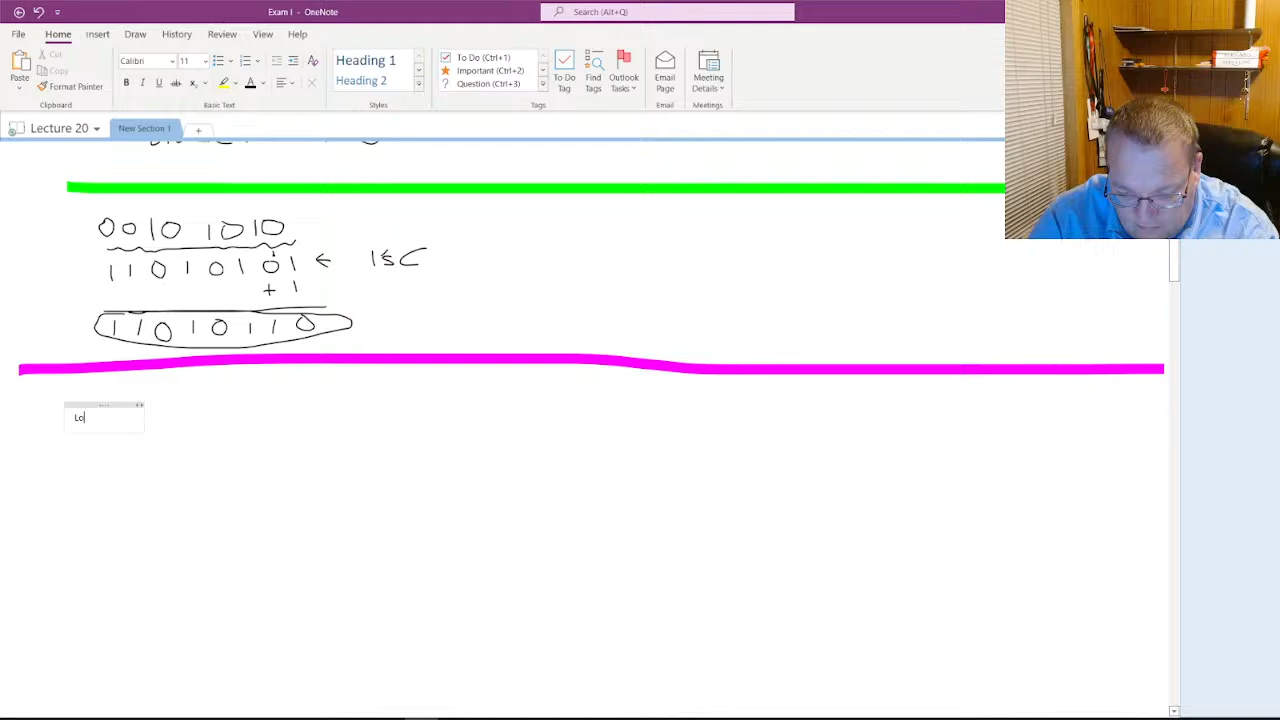 Exam I - OneNote
Search (Alt+Q)
File Home Insert Draw History Review View Help
Paste
Cut
Copy
Format Painter
Clipboard
Calibri 11
B I U ab
Basic Text
Heading 1
Heading 2
Styles
To Do (Ctrl+1)
Important (Ctrl+2)
Question (Ctrl+3)
Tags
To Do Tag
Find Tags
Outlook Tasks
Email Page
Email
Meeting Details
Meetings
Lecture 20
New Section 1
0010 1010
11010101 ← 1sC
+ 1
11010110
Lo